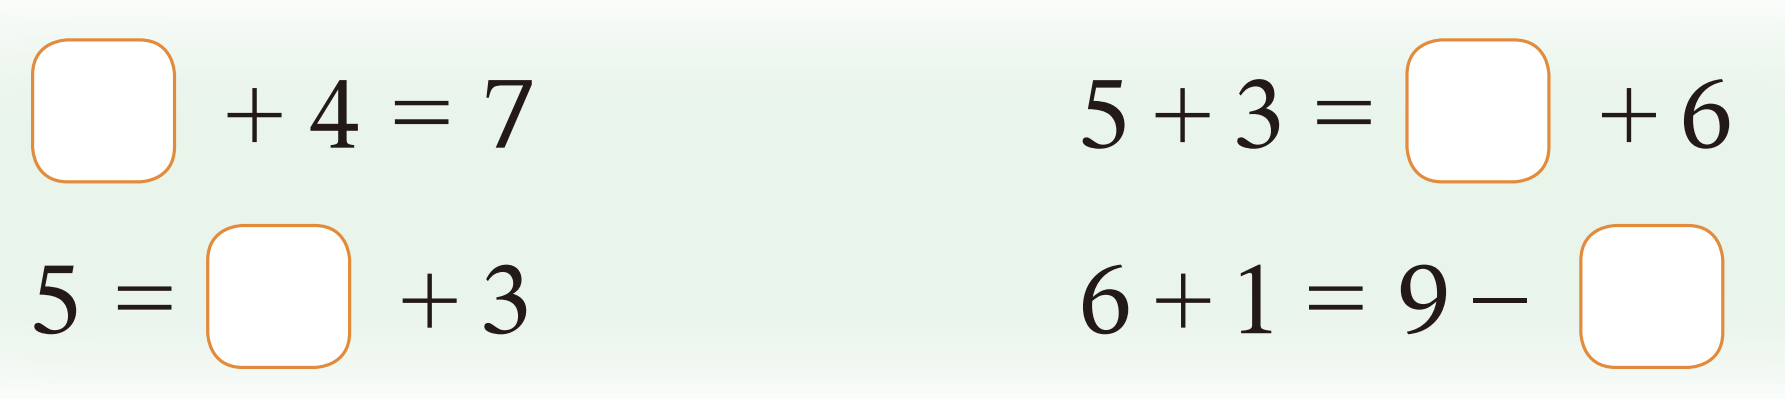 □ + 4 = 7
5 + 3 = □ + 6
5 = □ + 3
6 + 1 = 9 − □